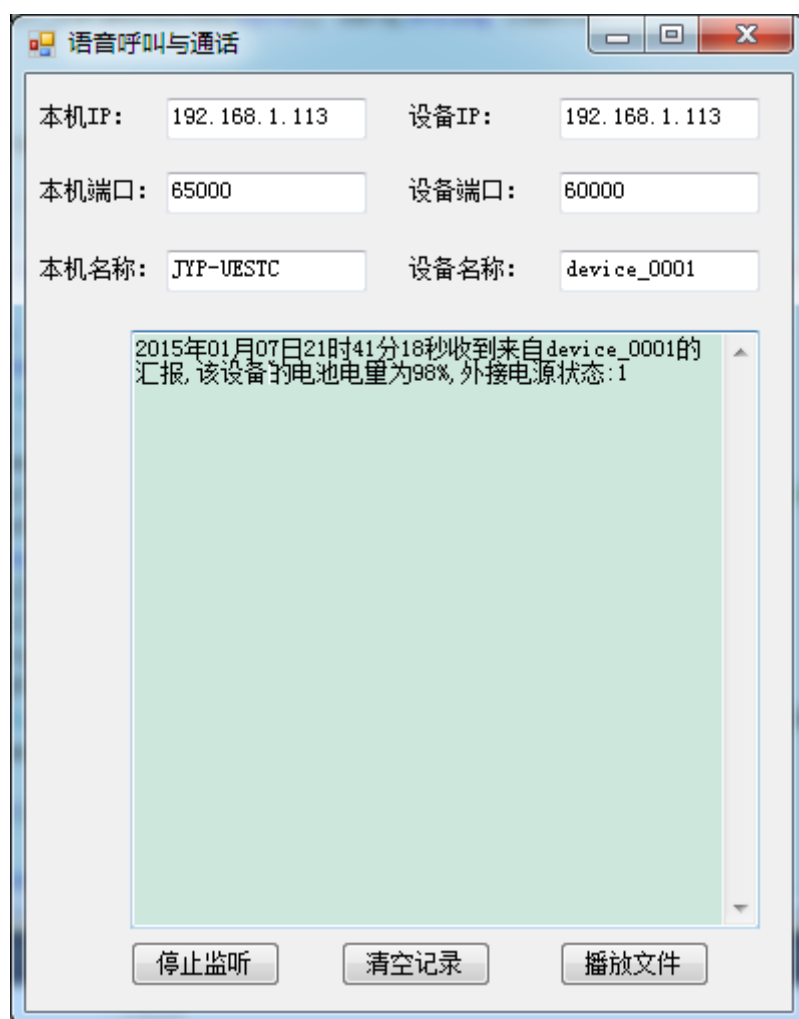 语音呼叫与通话
本机IP: 192.168.1.113 设备IP: 192.168.1.113
本机端口: 65000 设备端口: 60000
本机名称: JYP-UESTC 设备名称: device_0001
2015年01月07日21时41分18秒收到来自device_0001的
汇报,该设备的电池电量为98%,外接电源状态:1
停止监听 清空记录 播放文件